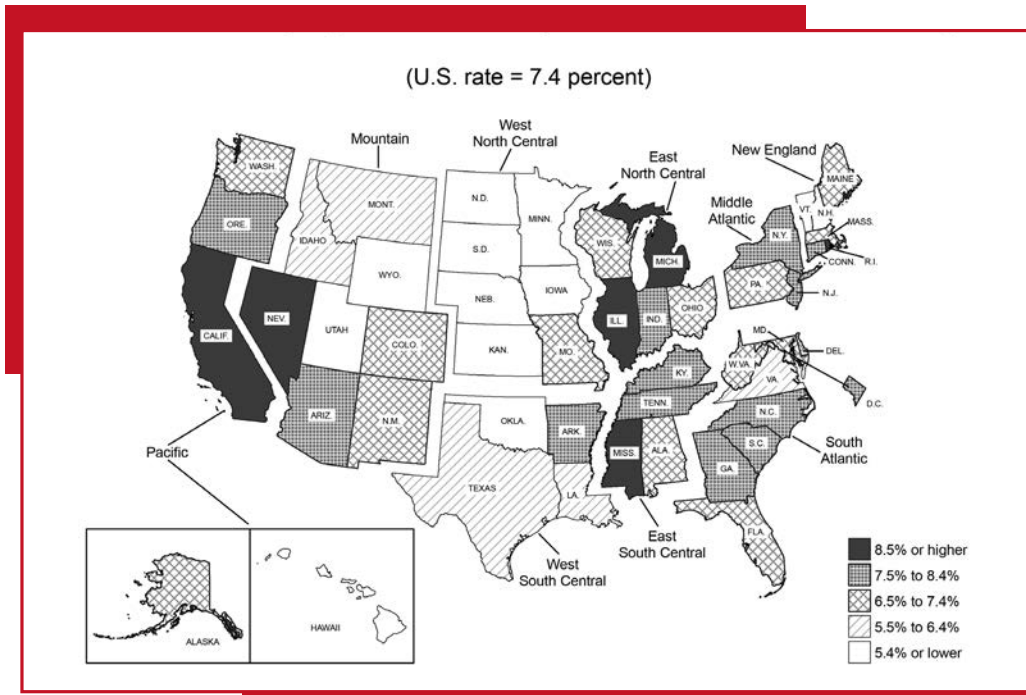 (U.S. rate = 7.4 percent)
West
North Central
Mountain
East
North Central
New England
Middle
Atlantic
WASH.
MONT.
N.D.
MINN.
MAINE
VT.
N.H.
MASS.
ORE.
IDAHO
S.D.
WIS.
MICH.
N.Y.
CONN.
R.I.
WYO.
NEB.
IOWA
PA.
N.J.
CALIF.
NEV.
UTAH
COLO.
KAN.
MO.
ILL.
IND.
OHIO
MD.
DEL.
W.VA.
VA.
D.C.
ARIZ.
N.M.
OKLA.
ARK.
KY.
TENN.
N.C.
S.C.
South
Atlantic
Pacific
TEXAS
LA.
MISS.
ALA.
GA.
FLA.
West
South Central
East
South Central
ALASKA
HAWAII
8.5% or higher
7.5% to 8.4%
6.5% to 7.4%
5.5% to 6.4%
5.4% or lower